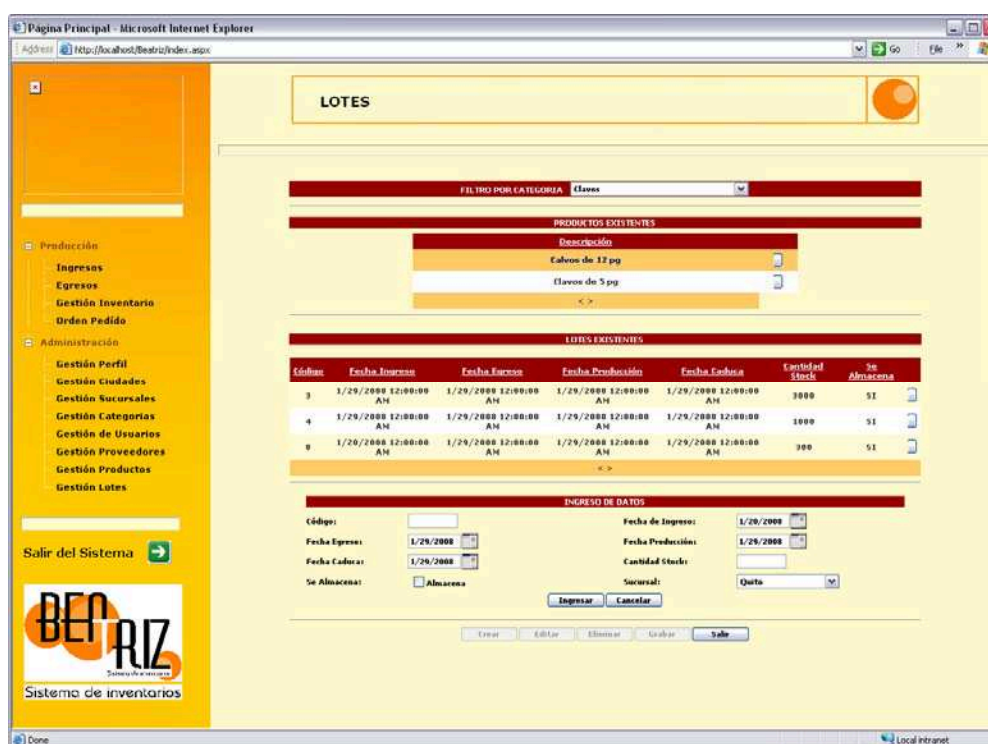 Página Principal - Microsoft Internet Explorer
Address http://localhost/Beatriz/index.aspx Go File »
LOTES
FILTRO POR CATEGORIA Clavos
PRODUCTOS EXISTENTES
Descripción
Calvos de 12 pg
Clavos de 5 pg
< >
Producción
Ingresos
Egresos
Gestión Inventario
Orden Pedido
Administración
Gestión Perfil
Gestión Ciudades
Gestión Sucursales
Gestión Categorías
Gestión de Usuarios
Gestión Proveedores
Gestión Productos
Gestión Lotes
Salir del Sistema
BEATRIZ
Sistema de inventarios
LOTES EXISTENTES
Código Fecha Ingreso Fecha Egreso Fecha Producción Fecha Caduca Cantidad Stock Se Almacena
3 1/29/2008 12:00:00 AM 1/29/2008 12:00:00 AM 1/29/2008 12:00:00 AM 1/29/2008 12:00:00 AM 3000 SI
4 1/29/2008 12:00:00 AM 1/29/2008 12:00:00 AM 1/29/2008 12:00:00 AM 1/29/2008 12:00:00 AM 1000 SI
1/20/2008 12:00:00 AM 1/29/2008 12:00:00 AM 1/29/2008 12:00:00 AM 1/29/2008 12:00:00 AM 300 SI
< >
INGRESO DE DATOS
Código: Fecha de Ingreso: 1/20/2008
Fecha Egreso: 1/29/2008 Fecha Producción: 1/29/2008
Fecha Caduca: 1/29/2008 Cantidad Stock:
Se Almacena: Almacena Sucursal: Quito
Ingresar Cancelar
Crear Editar Eliminar Grabar Salir
Done Local intranet